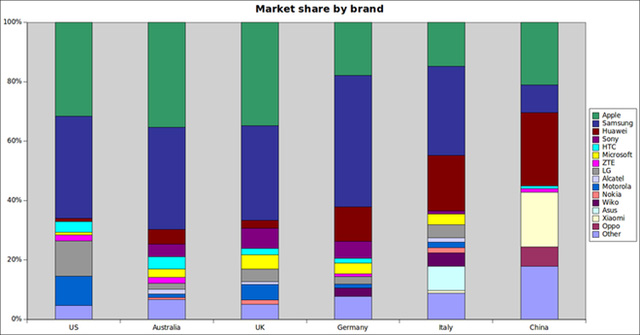 Market share by brand
100%
80%
60%
40%
20%
0%
US
Australia
UK
Germany
Italy
China
Apple
Samsung
Huawei
Sony
HTC
Microsoft
ZTE
LG
Alcatel
Motorola
Nokia
Wiko
Asus
Xiaomi
Oppo
Other